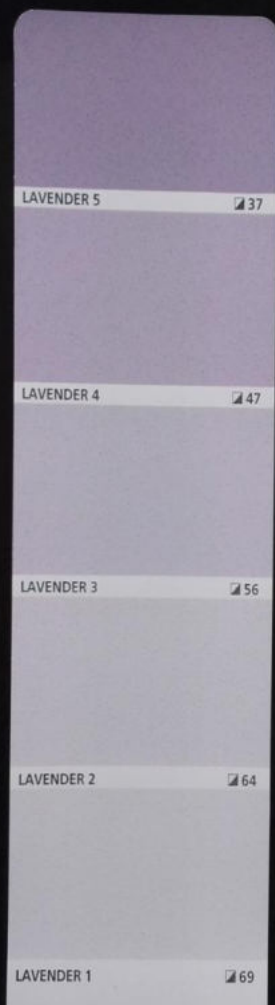 LAVENDER 5 37
LAVENDER 4 47
LAVENDER 3 56
LAVENDER 2 64
LAVENDER 1 69